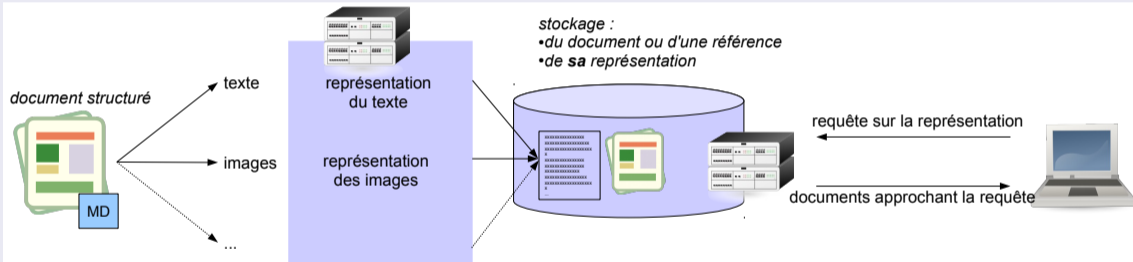 document structuré
MD
texte
images
...
représentation
du texte
représentation
des images
stockage :
•du document ou d'une référence
•de sa représentation
requête sur la représentation
documents approchant la requête